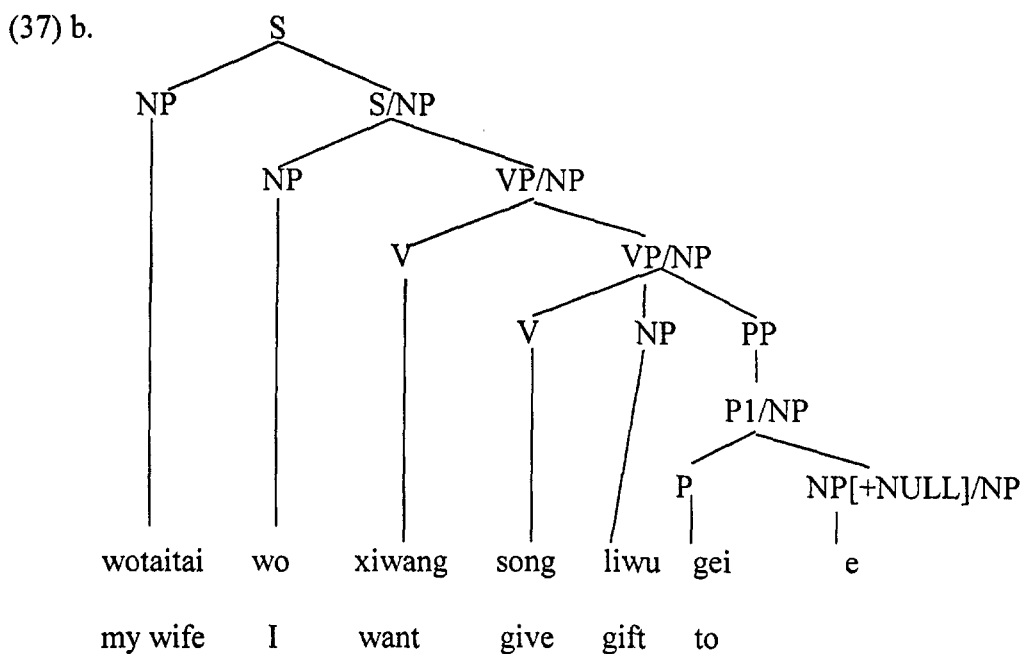 (37) b.
S
NP S/NP
NP VP/NP
V VP/NP
V NP PP
P1/NP
P NP[+NULL]/NP
wotaitai wo xiwang song liwu gei e
my wife I want give gift to